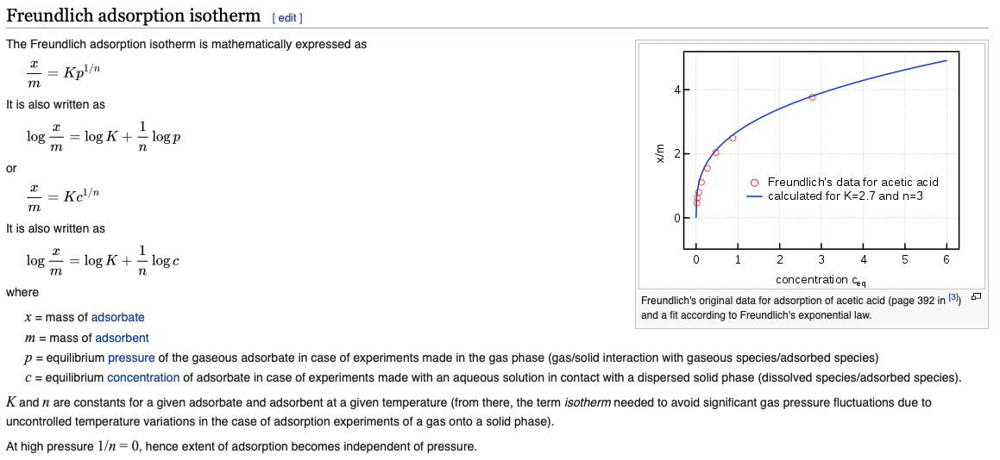 Freundlich adsorption isotherm [ edit ]
The Freundlich adsorption isotherm is mathematically expressed as
x/m = Kp^{1/n}
It is also written as
log x/m = log K + 1/n log p
or
x/m = Kc^{1/n}
It is also written as
log x/m = log K + 1/n log c
where
x = mass of adsorbate
m = mass of adsorbent
p = equilibrium pressure of the gaseous adsorbate in case of experiments made in the gas phase (gas/solid interaction with gaseous species/adsorbed species)
c = equilibrium concentration of adsorbate in case of experiments made with an aqueous solution in contact with a dispersed solid phase (dissolved species/adsorbed species).
K and n are constants for a given adsorbate and adsorbent at a given temperature (from there, the term isotherm needed to avoid significant gas pressure fluctuations due to
uncontrolled temperature variations in the case of adsorption experiments of a gas onto a solid phase).
At high pressure 1/n = 0, hence extent of adsorption becomes independent of pressure.
4
2
0
x/m
Freundlich's data for acetic acid
calculated for K=2.7 and n=3
0 1 2 3 4 5 6
concentration c_eq
Freundlich's original data for adsorption of acetic acid (page 392 in [3])
and a fit according to Freundlich's exponential law.